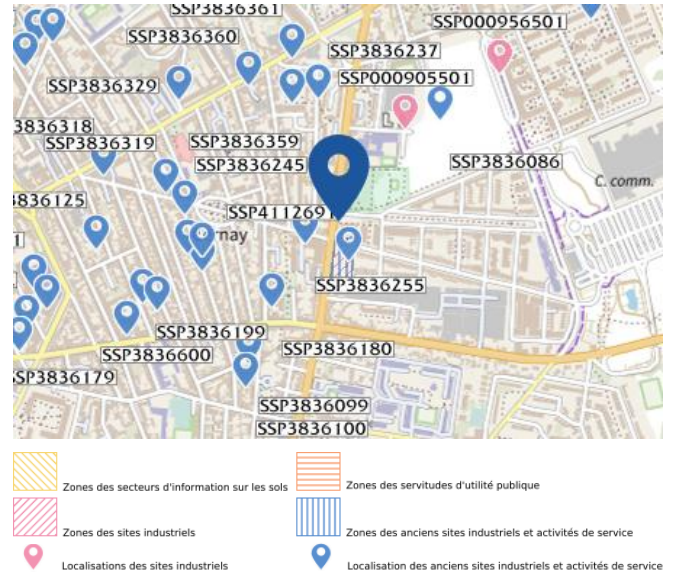 SSP3836361
SSP000956501
SSP3836360
SSP3836237
SSP000905501
SSP3836329
3836318
SSP3836319
SSP3836359
SSP3836245
SSP3836086
C. comm.
3836125
SSP4112691
rnay
SSP3836255
SSP3836199
SSP3836600
SSP3836180
SSP3836179
SSP3836099
SSP3836100
Zones des secteurs d'information sur les sols
Zones des servitudes d'utilité publique
Zones des sites industriels
Zones des anciens sites industriels et activités de service
Localisations des sites industriels
Localisation des anciens sites industriels et activités de service